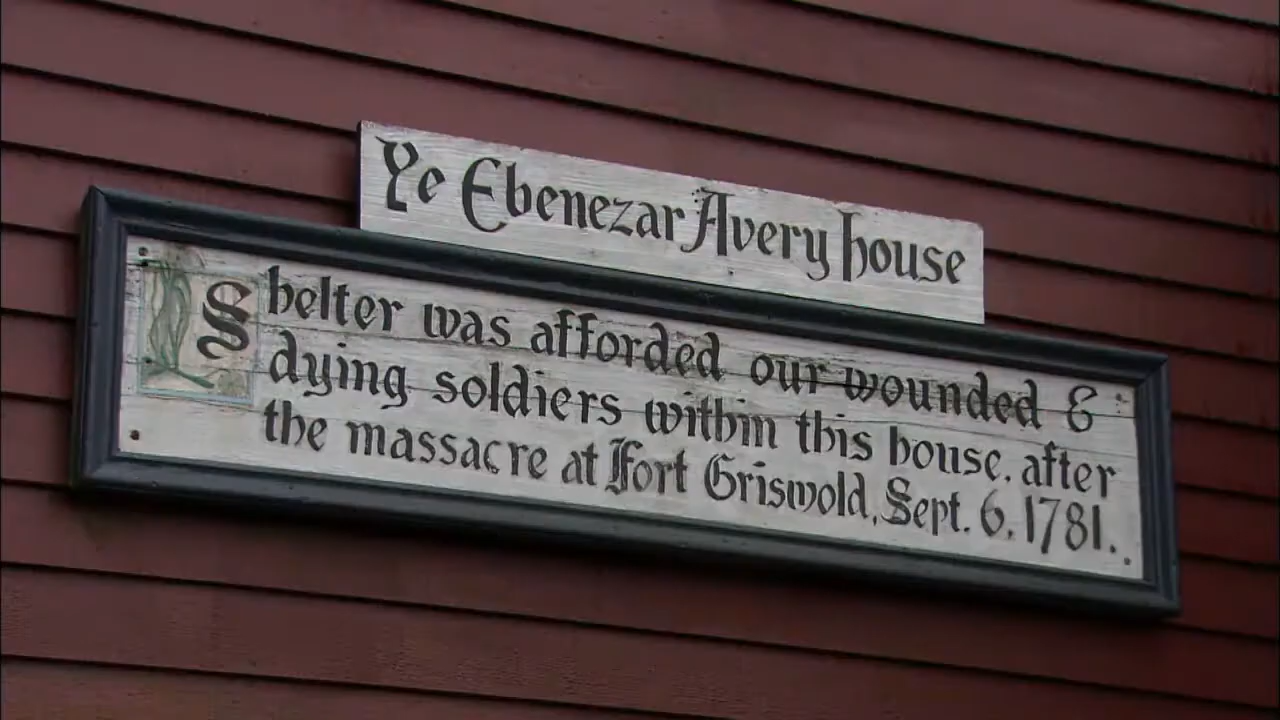 Ye Ebenezar Avery house
Shelter was afforded our wounded &
dying soldiers within this house, after
the massacre at Fort Griswold, Sept. 6, 1781.